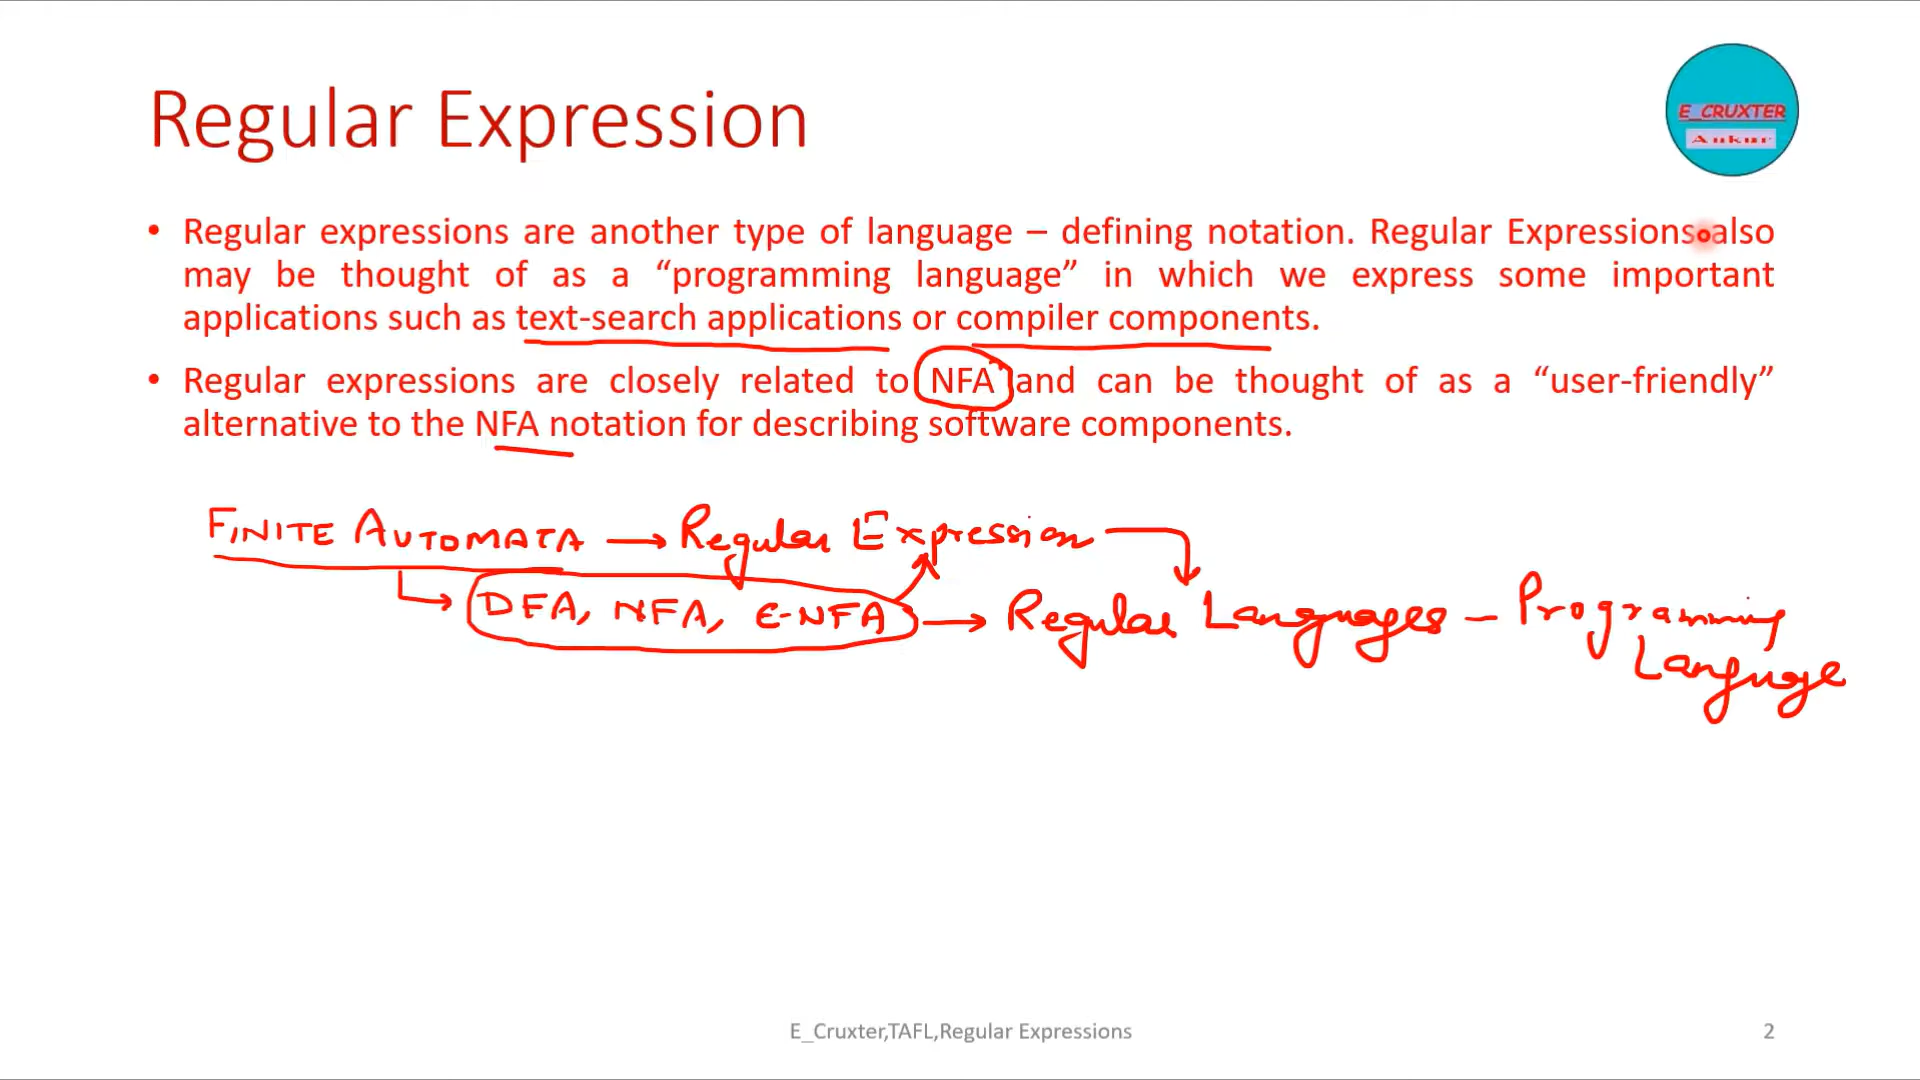 Regular Expression
E_CRUXTER
Ankur
• Regular expressions are another type of language – defining notation. Regular Expressions also
may be thought of as a “programming language” in which we express some important
applications such as text-search applications or compiler components.
• Regular expressions are closely related to NFA and can be thought of as a “user-friendly”
alternative to the NFA notation for describing software components.
FINITE AUTOMATA → Regular Expression
DFA, NFA, E-NFA → Regular Languages – Programming
Language
E_Cruxter,TAFL,Regular Expressions
2